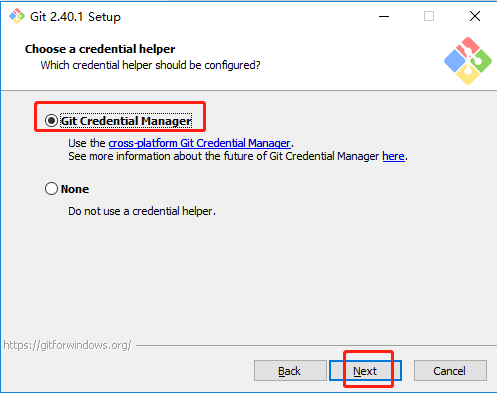 Git 2.40.1 Setup
Choose a credential helper
Which credential helper should be configured?
Git Credential Manager
Use the cross-platform Git Credential Manager.
See more information about the future of Git Credential Manager here.
None
Do not use a credential helper.
https://gitforwindows.org/
Back Next Cancel